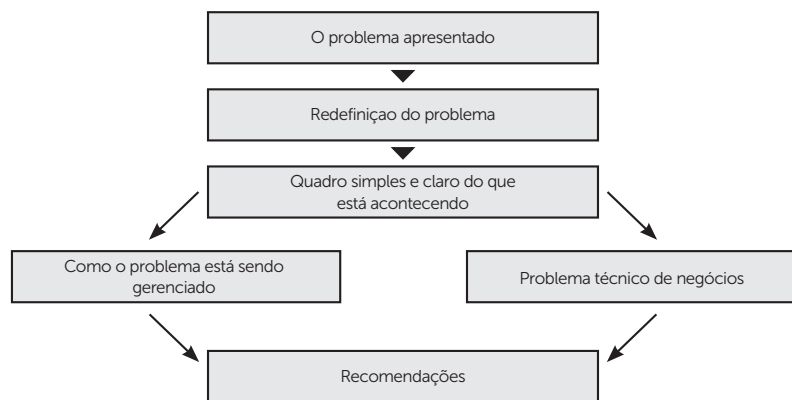 O problema apresentado
Redefiniçao do problema
Quadro simples e claro do que
está acontecendo
Como o problema está sendo
gerenciado
Problema técnico de negócios
Recomendações